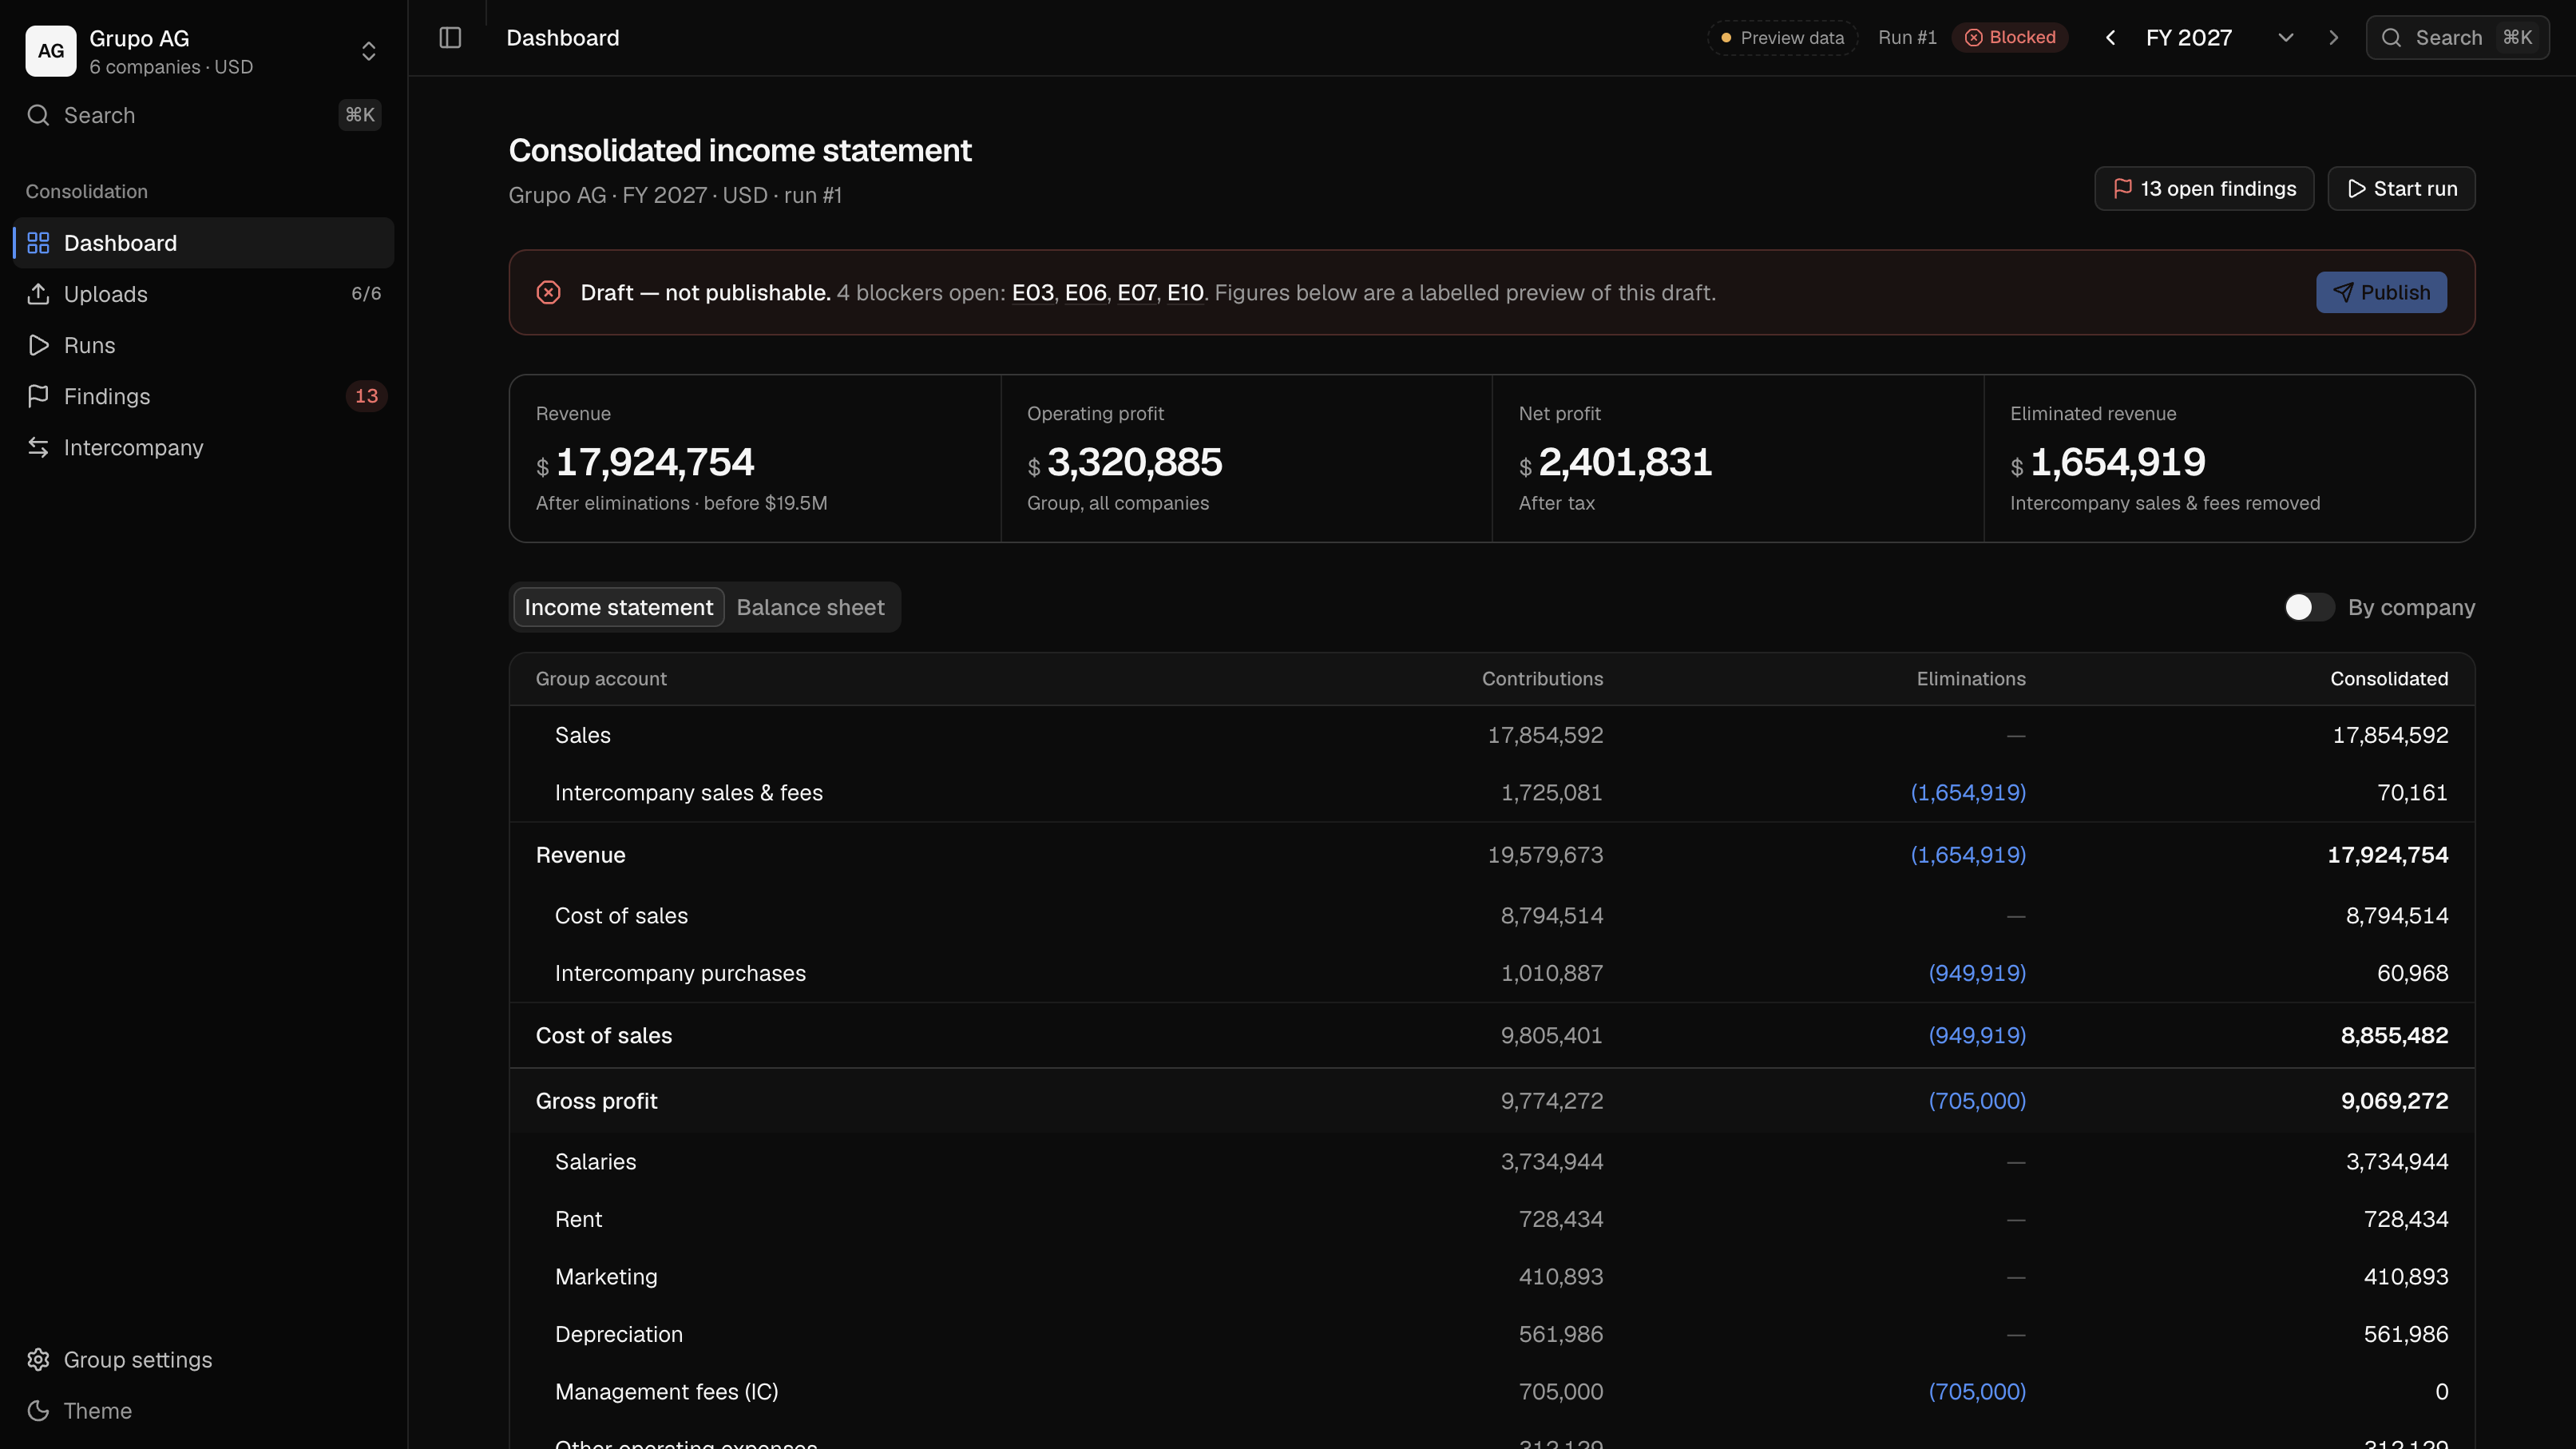 AG
Grupo AG
6 companies · USD
Search ⌘K
Consolidation
Dashboard
Uploads 6/6
Runs
Findings 13
Intercompany
Group settings
Theme
Dashboard
Preview data Run #1 Blocked FY 2027 Search ⌘K
Consolidated income statement
Grupo AG · FY 2027 · USD · run #1
13 open findings Start run
Draft — not publishable. 4 blockers open: E03, E06, E07, E10. Figures below are a labelled preview of this draft. Publish
Revenue
$ 17,924,754
After eliminations · before $19.5M
Operating profit
$ 3,320,885
Group, all companies
Net profit
$ 2,401,831
After tax
Eliminated revenue
$ 1,654,919
Intercompany sales & fees removed
Income statement Balance sheet By company
Group account Contributions Eliminations Consolidated
Sales 17,854,592 — 17,854,592
Intercompany sales & fees 1,725,081 (1,654,919) 70,161
Revenue 19,579,673 (1,654,919) 17,924,754
Cost of sales 8,794,514 — 8,794,514
Intercompany purchases 1,010,887 (949,919) 60,968
Cost of sales 9,805,401 (949,919) 8,855,482
Gross profit 9,774,272 (705,000) 9,069,272
Salaries 3,734,944 — 3,734,944
Rent 728,434 — 728,434
Marketing 410,893 — 410,893
Depreciation 561,986 — 561,986
Management fees (IC) 705,000 (705,000) 0
Other operating expenses 312,129 312,129